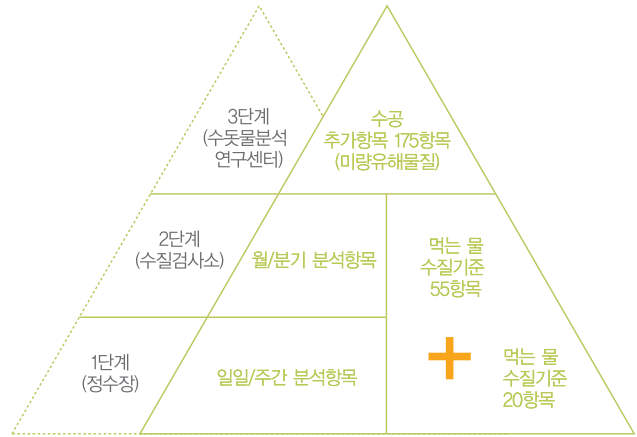 3단계
(수돗물분석
연구센터)
수공
추가항목 175항목
(미량유해물질)
2단계
(수질검사소)
월/분기 분석항목
먹는 물
수질기준
55항목
+
1단계
(정수장)
일일/주간 분석항목
먹는 물
수질기준
20항목